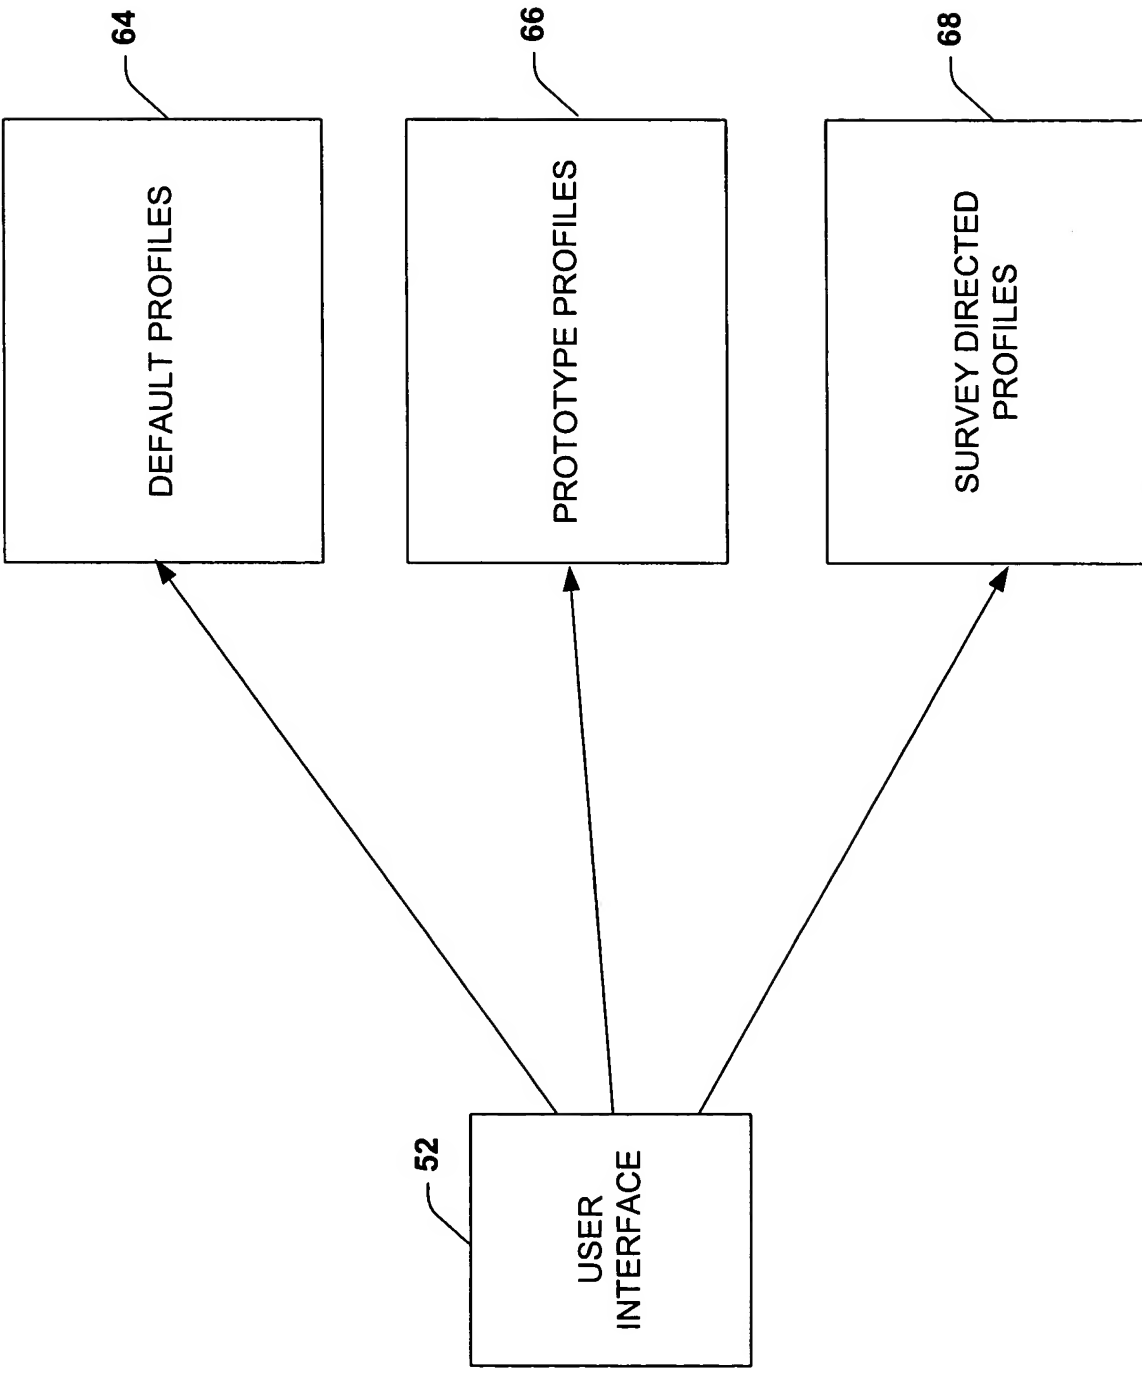 52
USER
INTERFACE
64
DEFAULT PROFILES
66
PROTOTYPE PROFILES
68
SURVEY DIRECTED
PROFILES